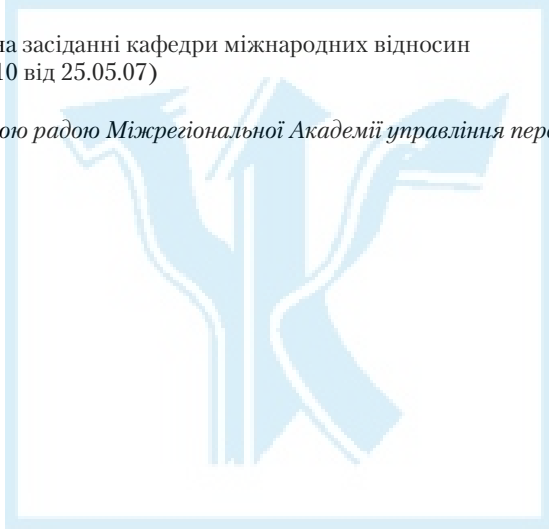 на засіданні кафедри міжнародних відносин
10 від 25.05.07)
ою радою Міжрегіональної Академії управління пер